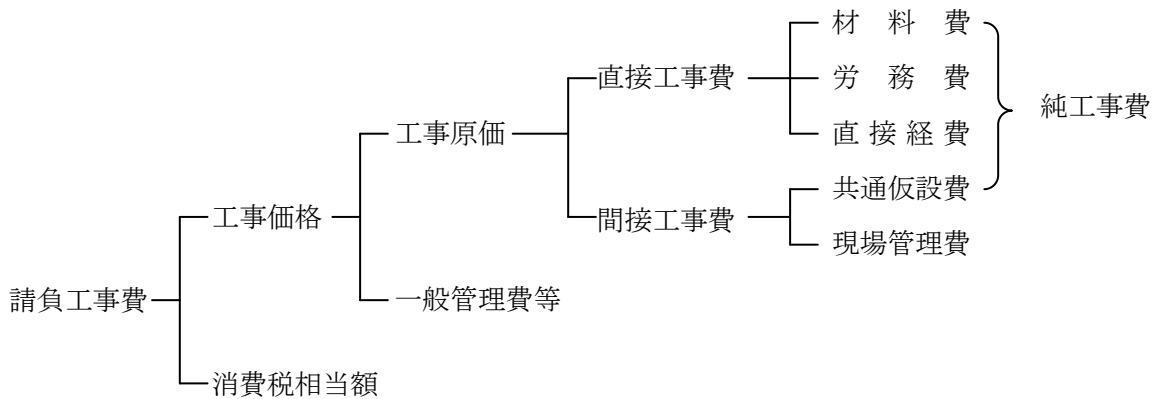 材料費
直接工事費
労務費
純工事費
工事原価
直接経費
共通仮設費
工事価格
間接工事費
現場管理費
請負工事費
一般管理費等
消費税相当額